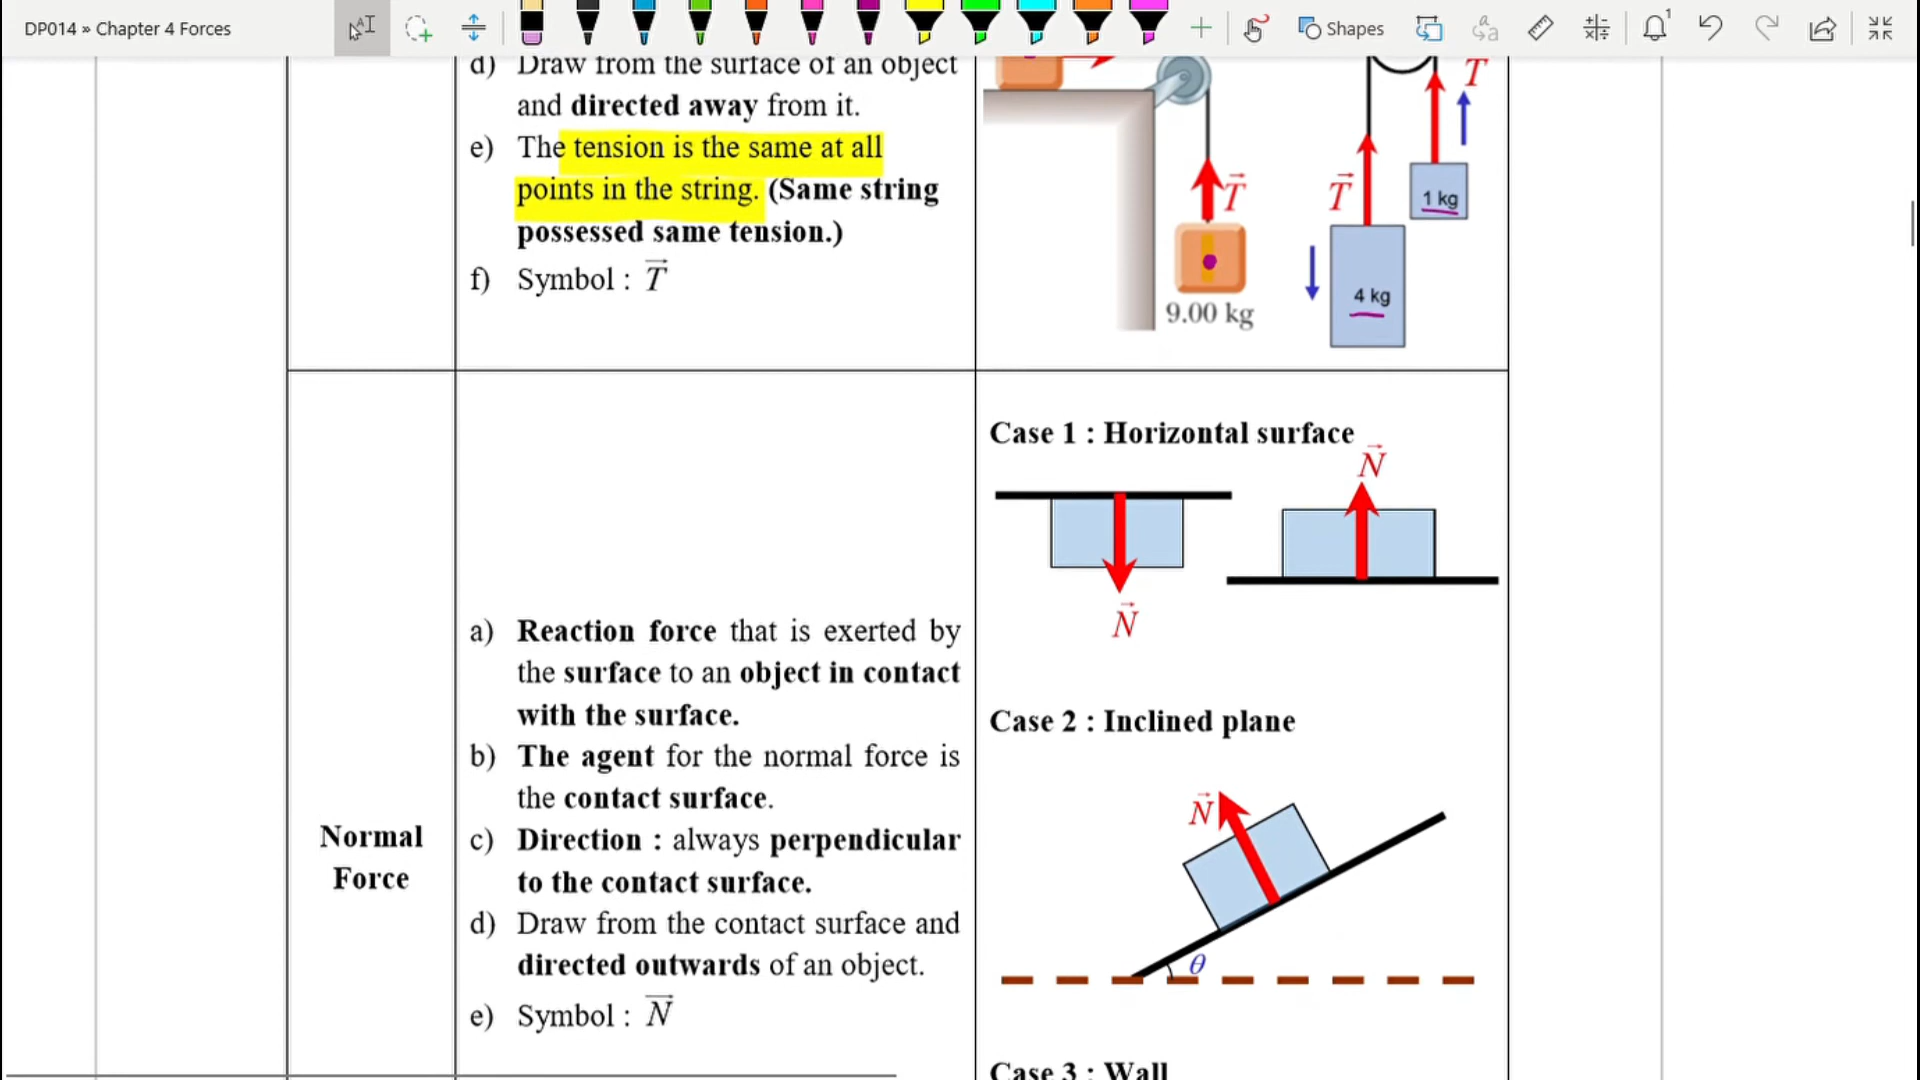 DP014 » Chapter 4 Forces
Shapes
1
d) Draw from the surface of an object
and directed away from it.
e) The tension is the same at all
points in the string. (Same string
possessed same tension.)
f) Symbol : T
T
9.00 kg
T
T
1 kg
4 kg
Normal
Force
a) Reaction force that is exerted by
the surface to an object in contact
with the surface.
b) The agent for the normal force is
the contact surface.
c) Direction : always perpendicular
to the contact surface.
d) Draw from the contact surface and
directed outwards of an object.
e) Symbol : N
Case 1 : Horizontal surface
N
N
Case 2 : Inclined plane
N
θ
Case 3 : Wall